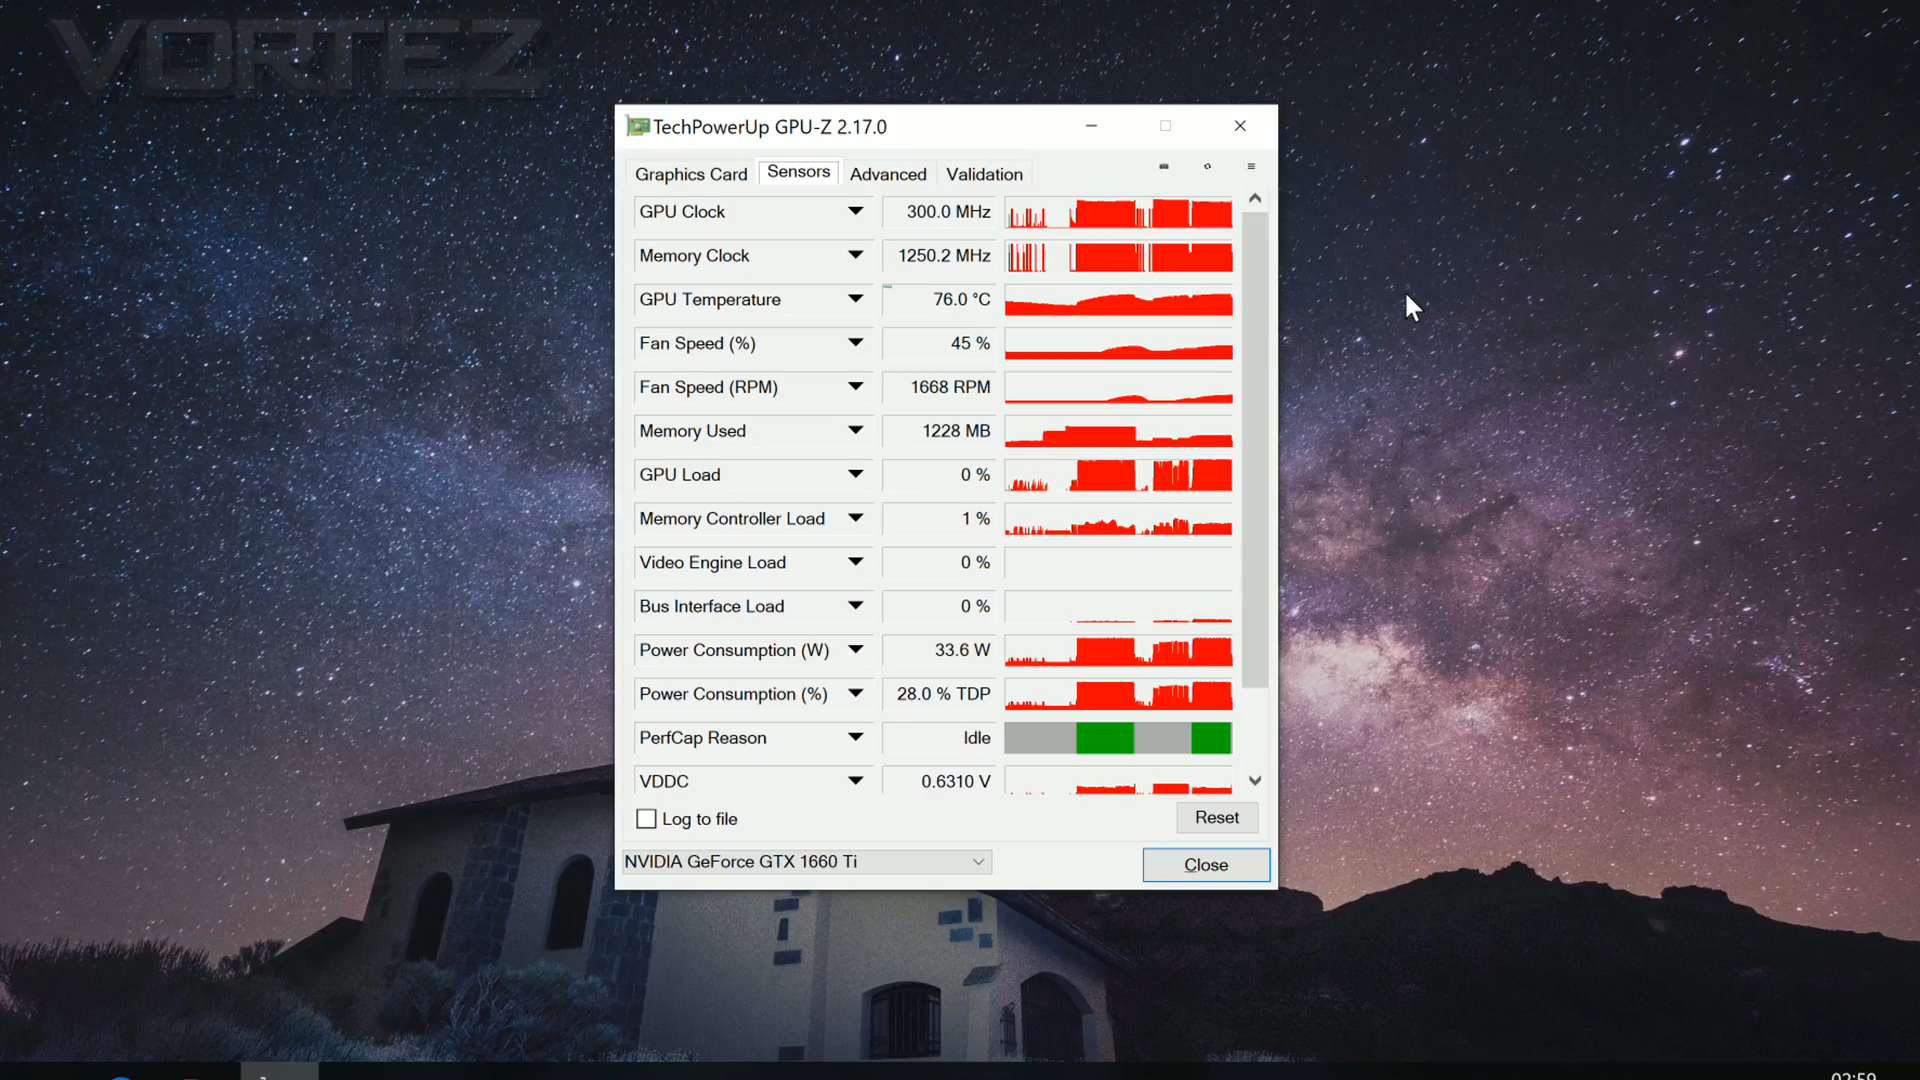 VORTEZ
TechPowerUp GPU-Z 2.17.0
Graphics Card Sensors Advanced Validation
GPU Clock 300.0 MHz
Memory Clock 1250.2 MHz
GPU Temperature 76.0 °C
Fan Speed (%) 45 %
Fan Speed (RPM) 1668 RPM
Memory Used 1228 MB
GPU Load 0 %
Memory Controller Load 1 %
Video Engine Load 0 %
Bus Interface Load 0 %
Power Consumption (W) 33.6 W
Power Consumption (%) 28.0 % TDP
PerfCap Reason Idle
VDDC 0.6310 V
Log to file Reset
NVIDIA GeForce GTX 1660 Ti Close
02:59